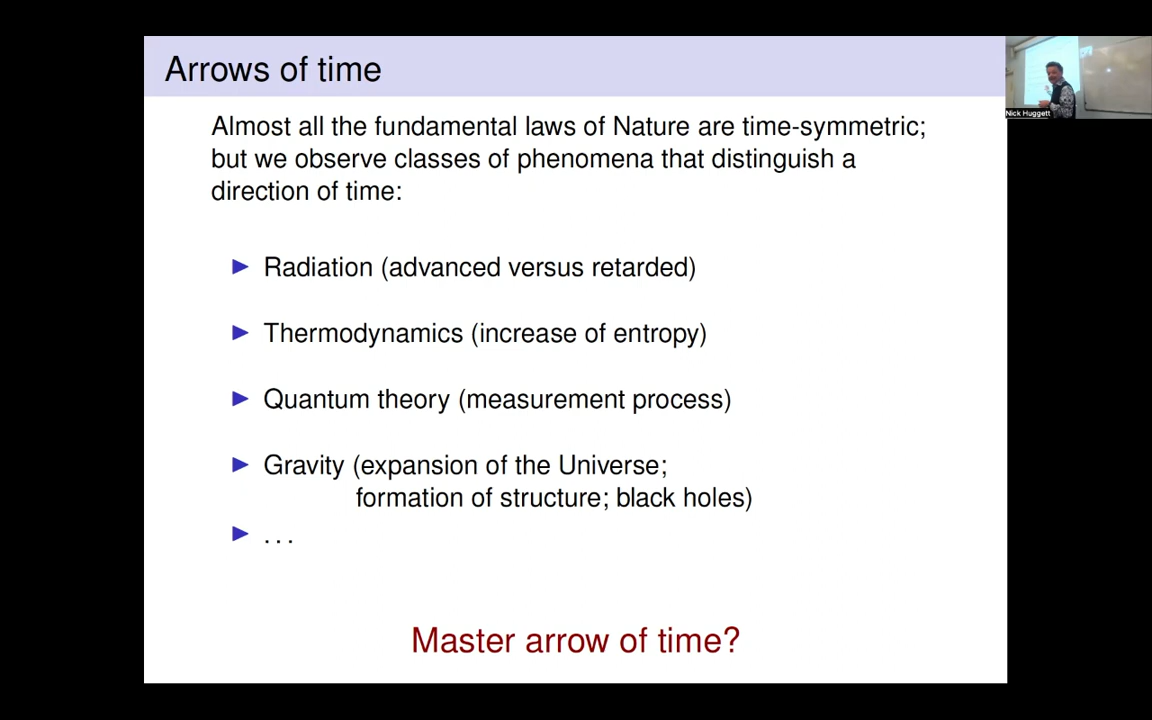 Arrows of time
Nick Huggett
Almost all the fundamental laws of Nature are time-symmetric;
but we observe classes of phenomena that distinguish a
direction of time:
▶ Radiation (advanced versus retarded)
▶ Thermodynamics (increase of entropy)
▶ Quantum theory (measurement process)
▶ Gravity (expansion of the Universe;
formation of structure; black holes)
▶ ...
Master arrow of time?